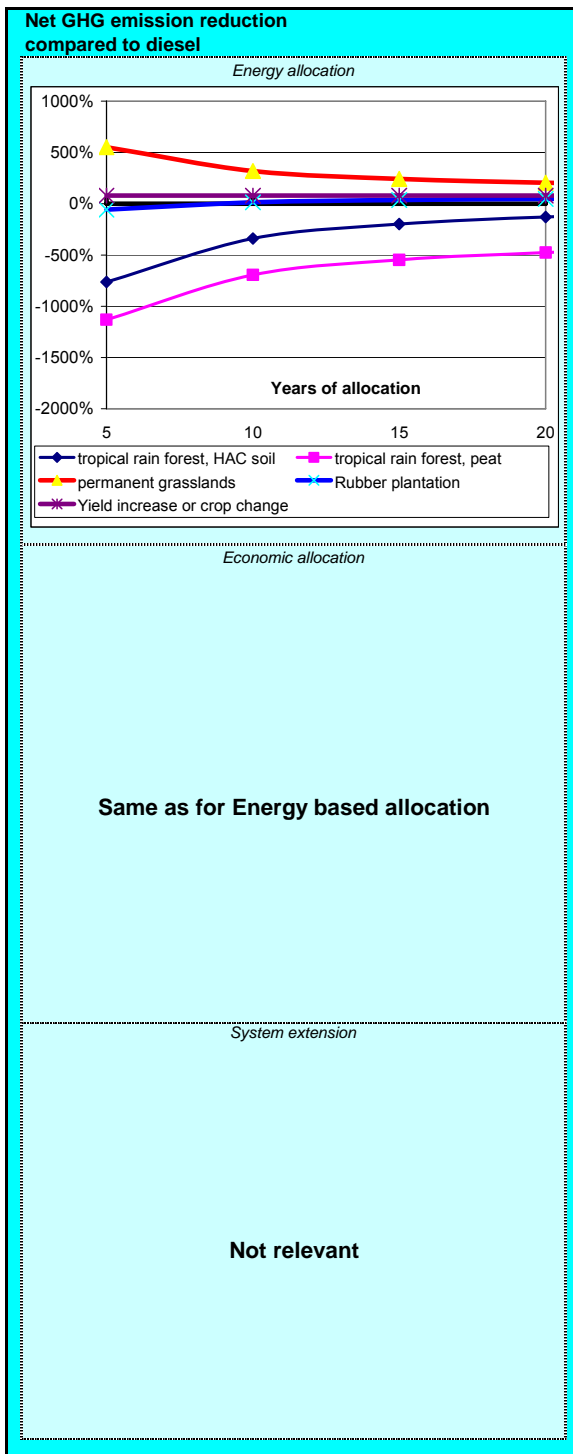 Net GHG emission reduction
compared to diesel
Energy allocation
1000%
500%
0%
-500%
-1000%
-1500%
-2000%
Years of allocation
5 10 15 20
tropical rain forest, HAC soil tropical rain forest, peat
permanent grasslands Rubber plantation
Yield increase or crop change
Economic allocation
Same as for Energy based allocation
System extension
Not relevant